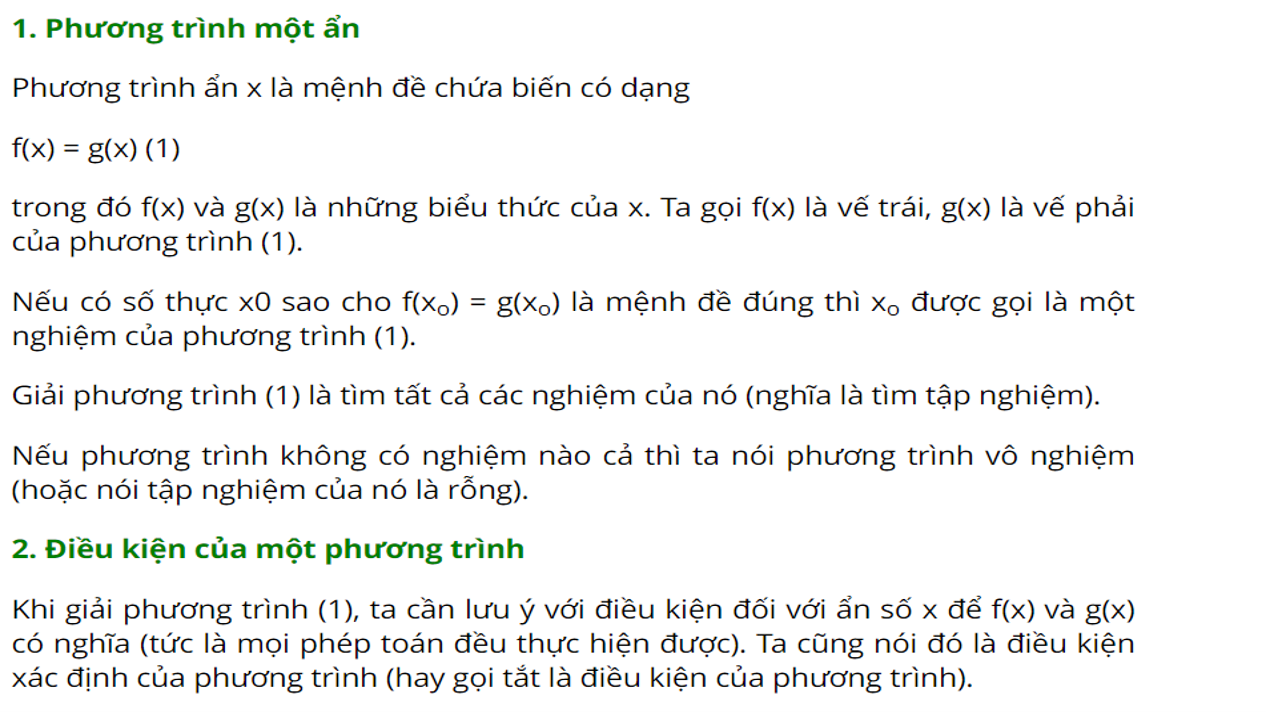 1. Phương trình một ẩn
Phương trình ẩn x là mệnh đề chứa biến có dạng
f(x) = g(x) (1)
trong đó f(x) và g(x) là những biểu thức của x. Ta gọi f(x) là vế trái, g(x) là vế phải
của phương trình (1).
Nếu có số thực x0 sao cho f(xₒ) = g(xₒ) là mệnh đề đúng thì xₒ được gọi là một
nghiệm của phương trình (1).
Giải phương trình (1) là tìm tất cả các nghiệm của nó (nghĩa là tìm tập nghiệm).
Nếu phương trình không có nghiệm nào cả thì ta nói phương trình vô nghiệm
(hoặc nói tập nghiệm của nó là rỗng).
2. Điều kiện của một phương trình
Khi giải phương trình (1), ta cần lưu ý với điều kiện đối với ẩn số x để f(x) và g(x)
có nghĩa (tức là mọi phép toán đều thực hiện được). Ta cũng nói đó là điều kiện
xác định của phương trình (hay gọi tắt là điều kiện của phương trình).